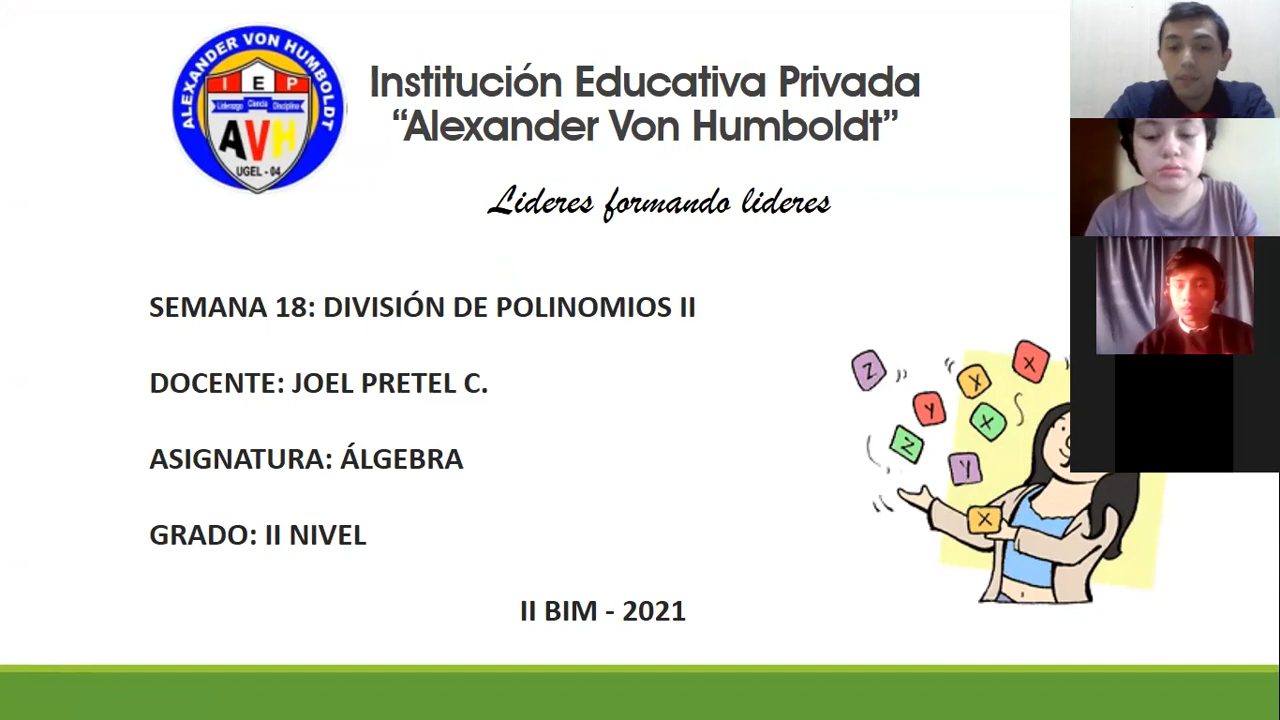 ALEXANDER VON HUMBOLDT
I E P
Liderazgo Ciencia Disciplina
AVH
UGEL - 04
Institución Educativa Privada
“Alexander Von Humboldt”
Lideres formando lideres
SEMANA 18: DIVISIÓN DE POLINOMIOS II
DOCENTE: JOEL PRETEL C.
ASIGNATURA: ÁLGEBRA
GRADO: II NIVEL
II BIM - 2021
Z
X
X
Y
X
Z
Y
X